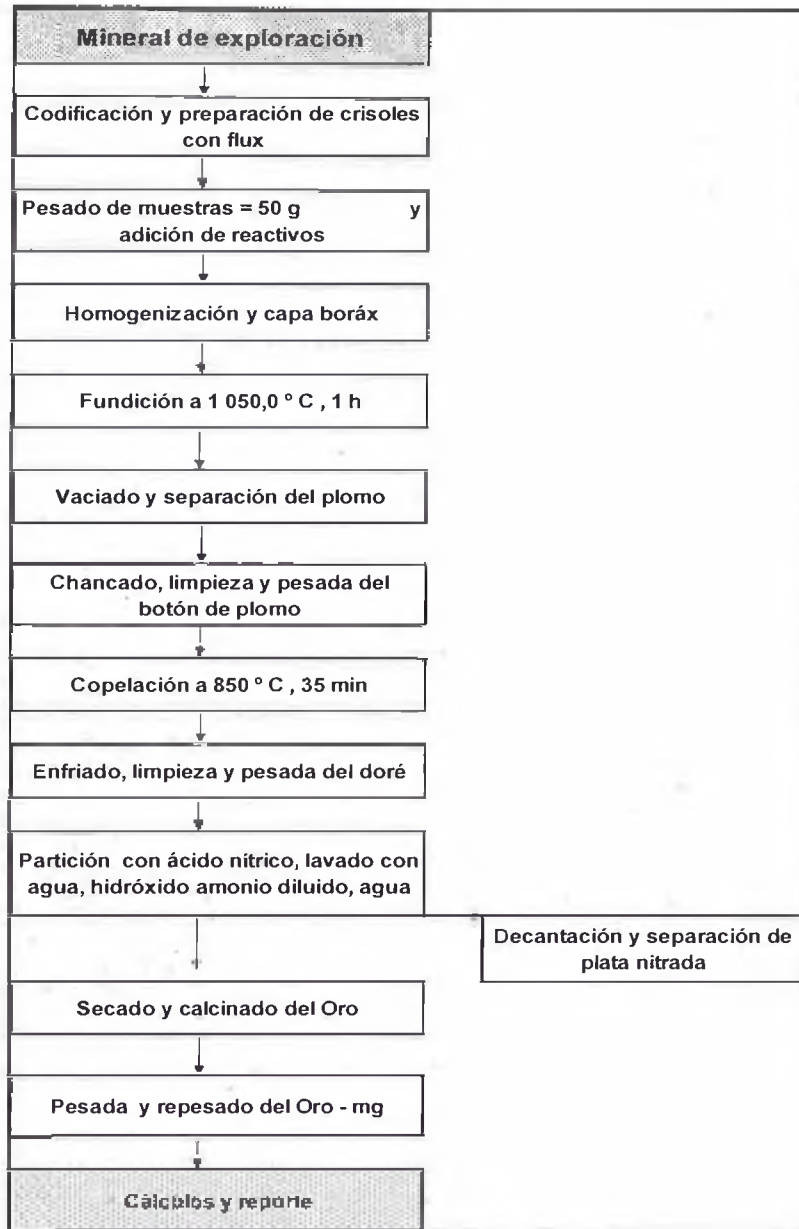 Mineral de exploración
Codificación y preparación de crisoles
con flux
Pesado de muestras = 50 g y
adición de reactivos
Homogenización y capa boráx
Fundición a 1 050,0 º C , 1 h
Vaciado y separación del plomo
Chancado, limpieza y pesada del
botón de plomo
Copelación a 850 º C , 35 min
Enfriado, limpieza y pesada del doré
Partición con ácido nítrico, lavado con
agua, hidróxido amonio diluido, agua
Decantación y separación de
plata nitrada
Secado y calcinado del Oro
Pesada y repesado del Oro - mg
Cálculos y reporte